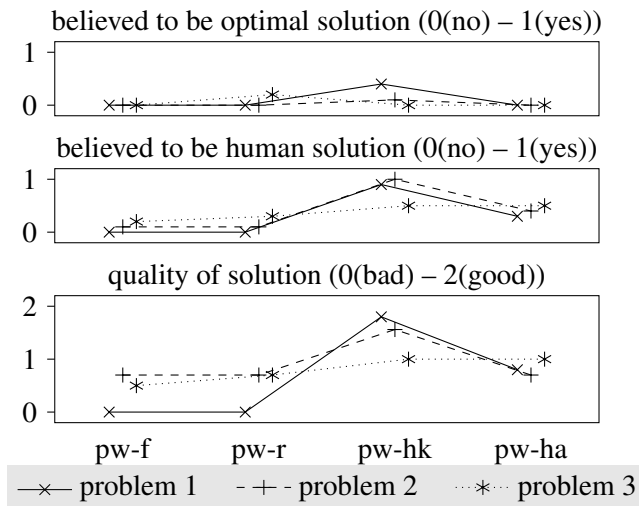 believed to be optimal solution (0(no) – 1(yes))
1
0
believed to be human solution (0(no) – 1(yes))
1
0
quality of solution (0(bad) – 2(good))
2
1
0
pw-f pw-r pw-hk pw-ha
problem 1 problem 2 problem 3